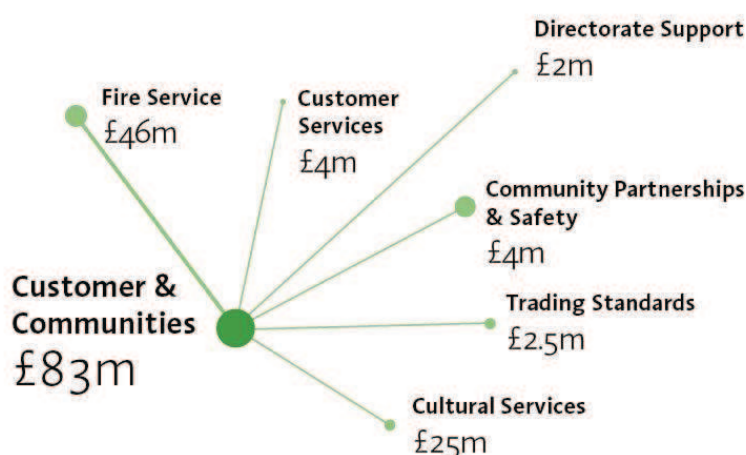 Directorate Support
£2m
Fire Service
£46m
Customer
Services
£4m
Community Partnerships
& Safety
£4m
Customer &
Communities
£83m
Trading Standards
£2.5m
Cultural Services
£25m